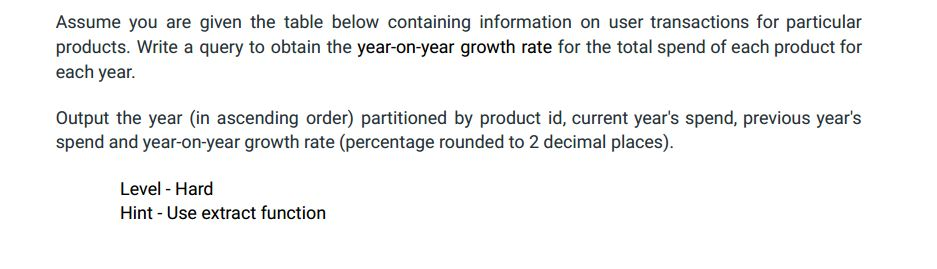 Assume you are given the table below containing information on user transactions for particular
products. Write a query to obtain the year-on-year growth rate for the total spend of each product for
each year.
Output the year (in ascending order) partitioned by product id, current year's spend, previous year's
spend and year-on-year growth rate (percentage rounded to 2 decimal places).
Level - Hard
Hint - Use extract function